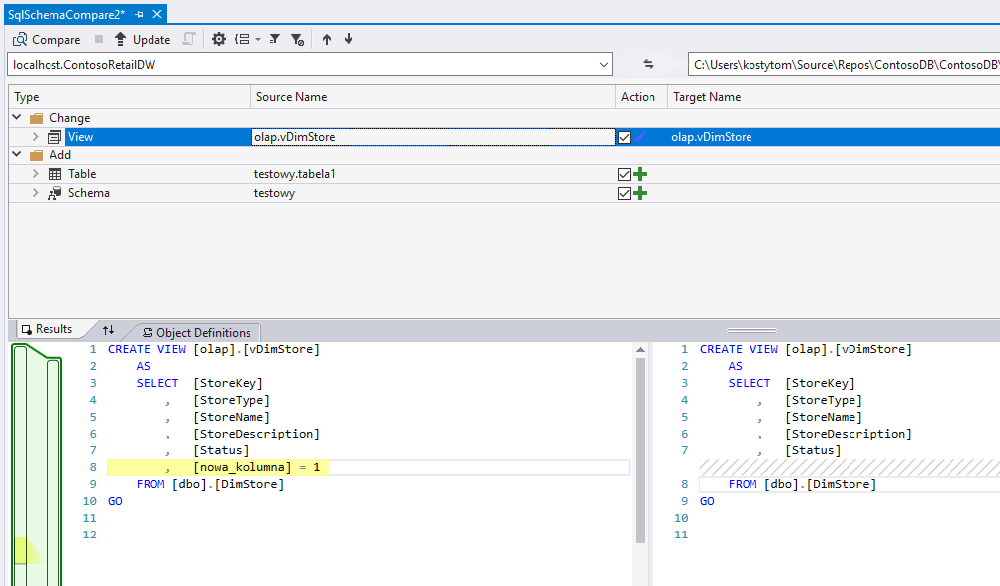 SqlSchemaCompare2*
Compare Update
localhost.ContosoRetailDW C:\Users\kostytom\Source\Repos\ContosoDB\ContosoDB\
Type Source Name Action Target Name
Change
View olap.vDimStore olap.vDimStore
Add
Table testowy.tabela1
Schema testowy
Results Object Definitions
1 CREATE VIEW [olap].[vDimStore]
2 AS
3 SELECT [StoreKey]
4 , [StoreType]
5 , [StoreName]
6 , [StoreDescription]
7 , [Status]
8 , [nowa_kolumna] = 1
9 FROM [dbo].[DimStore]
10 GO
11
12
1 CREATE VIEW [olap].[vDimStore]
2 AS
3 SELECT [StoreKey]
4 , [StoreType]
5 , [StoreName]
6 , [StoreDescription]
7 , [Status]
8 FROM [dbo].[DimStore]
9 GO
10
11